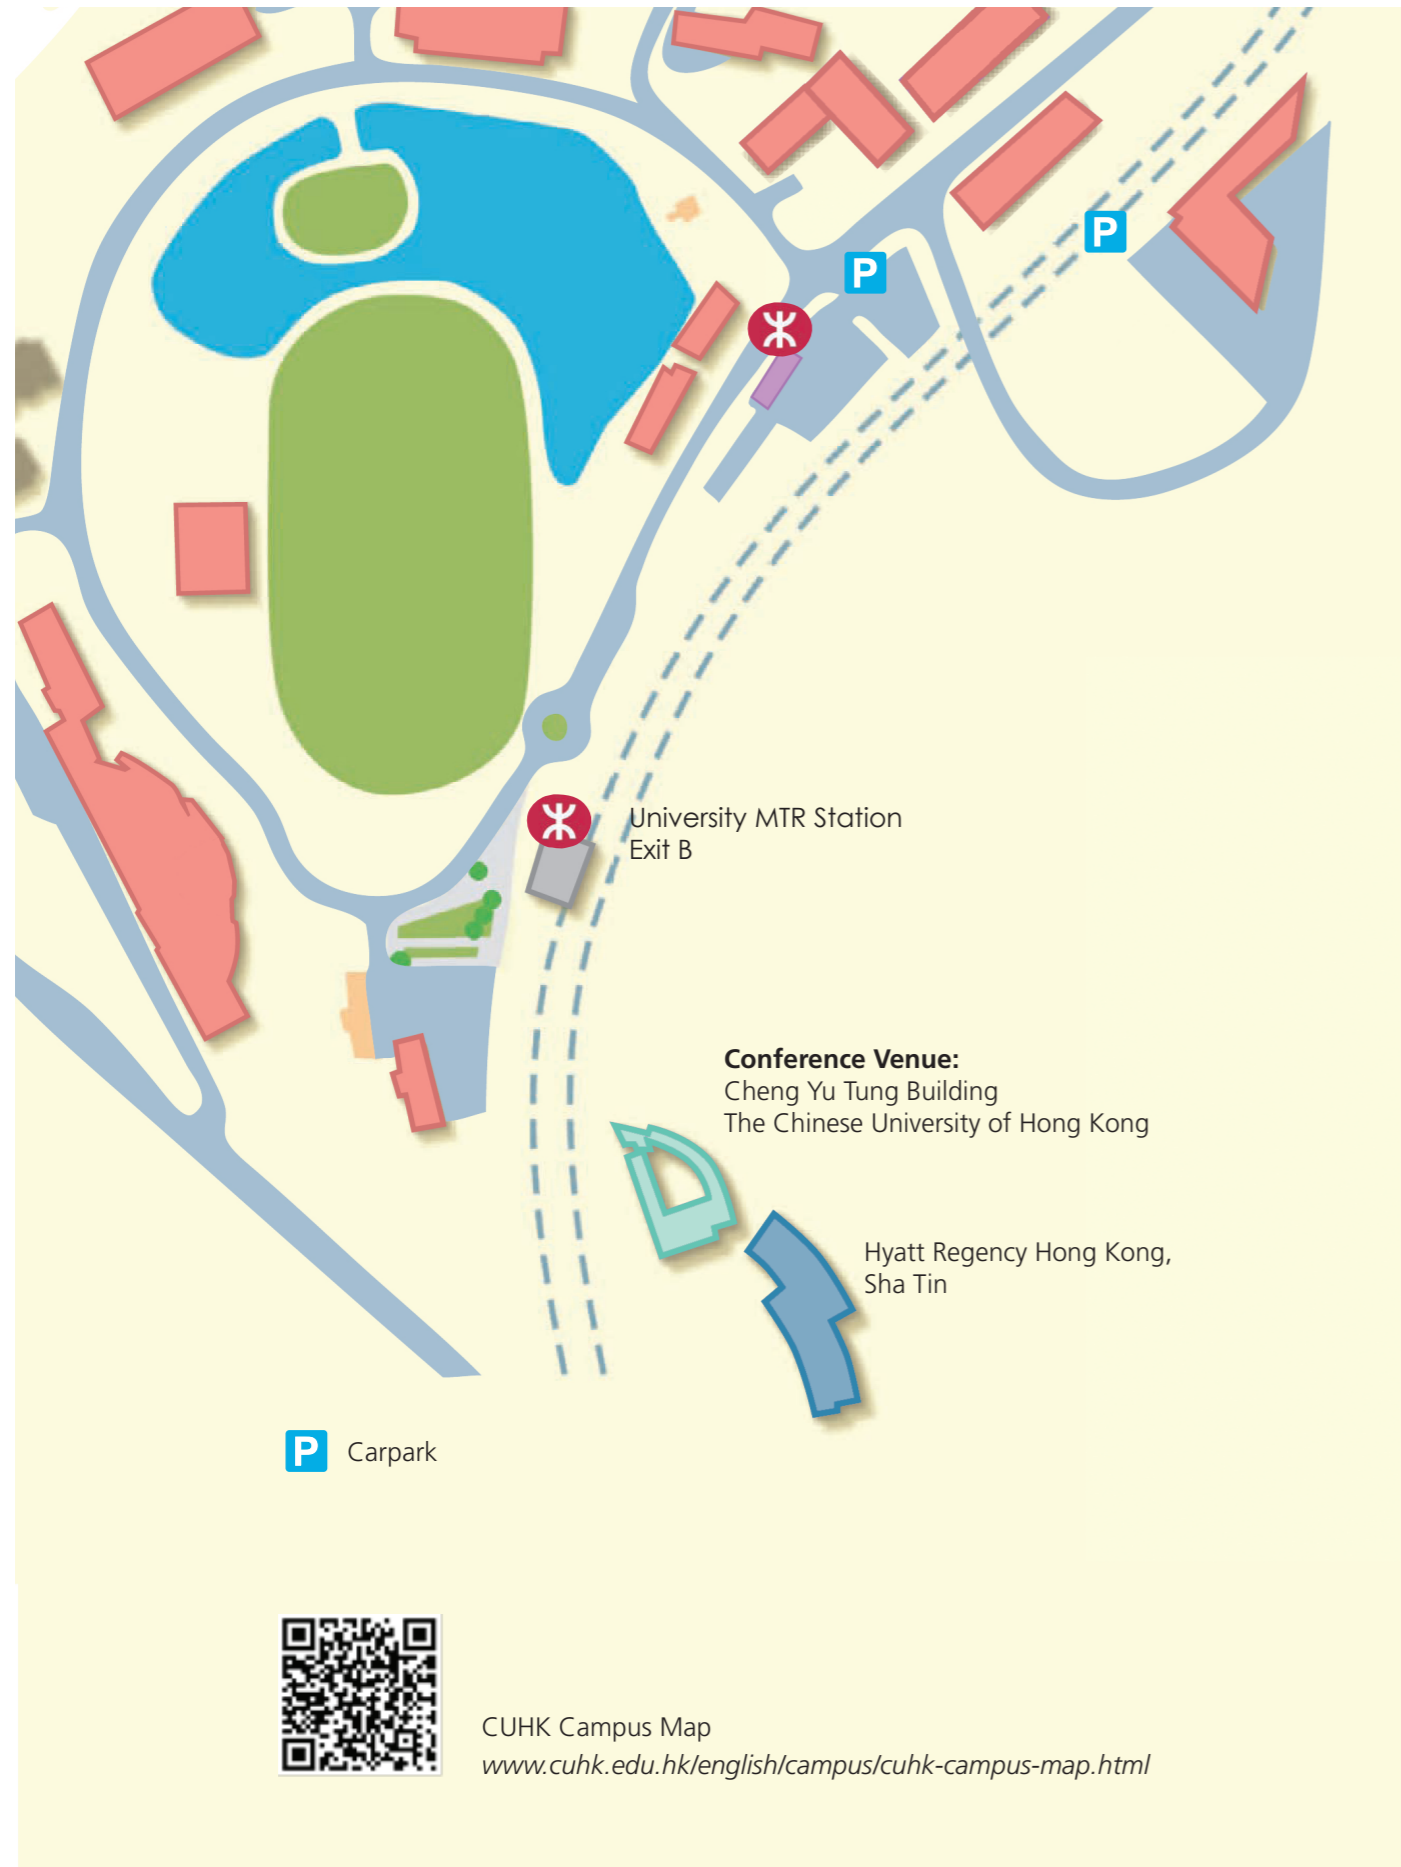 P
P
University MTR Station
Exit B
Conference Venue:
Cheng Yu Tung Building
The Chinese University of Hong Kong
Hyatt Regency Hong Kong,
Sha Tin
P Carpark
CUHK Campus Map
www.cuhk.edu.hk/english/campus/cuhk-campus-map.html